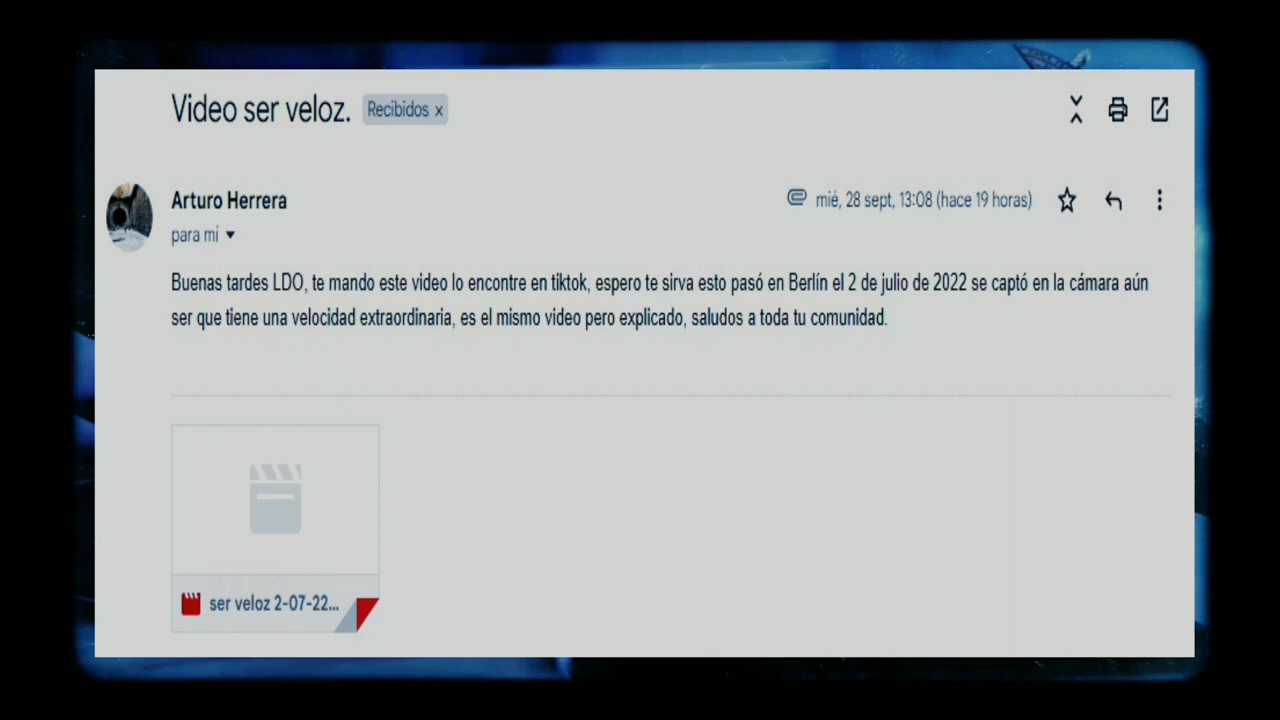 Video ser veloz. Recibidos x
Arturo Herrera mié, 28 sept, 13:08 (hace 19 horas)
para mí
Buenas tardes LDO, te mando este video lo encontre en tiktok, espero te sirva esto pasó en Berlín el 2 de julio de 2022 se captó en la cámara aún
ser que tiene una velocidad extraordinaria, es el mismo video pero explicado, saludos a toda tu comunidad.
ser veloz 2-07-22...